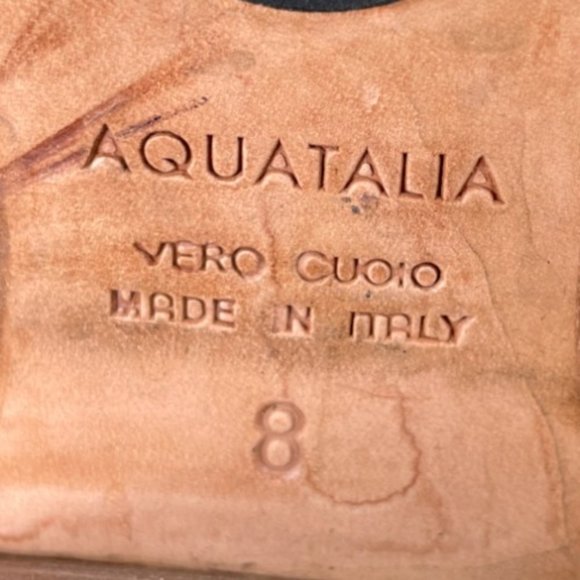 AQUATALIA
VERO CUOIO
MADE IN ITALY
8